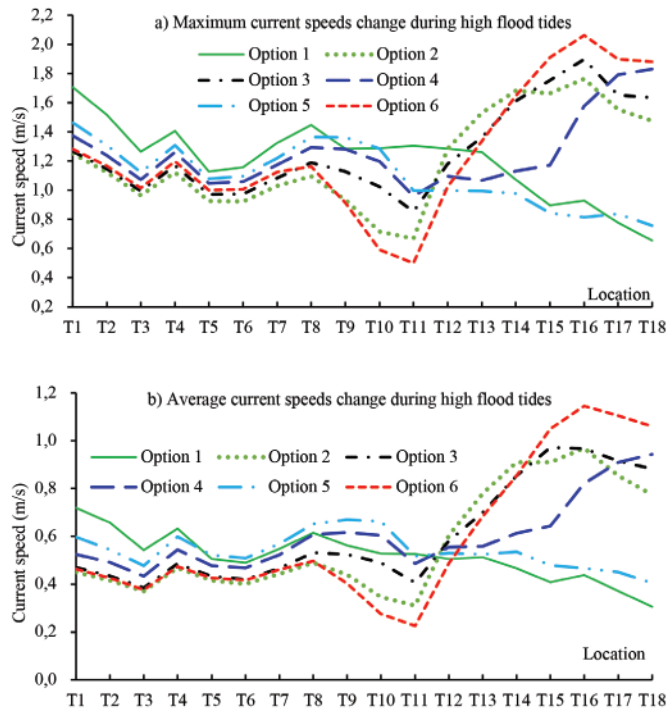 a) Maximum current speeds change during high flood tides
Option 1 Option 2
Option 3 Option 4
Option 5 Option 6
Current speed (m/s)
2,2
2,0
1,8
1,6
1,4
1,2
1,0
0,8
0,6
0,4
0,2
Location
T1 T2 T3 T4 T5 T6 T7 T8 T9 T10 T11 T12 T13 T14 T15 T16 T17 T18
b) Average current speeds change during high flood tides
Option 1 Option 2 Option 3
Option 4 Option 5 Option 6
Current speed (m/s)
1,2
1,0
0,8
0,6
0,4
0,2
0,0
Location
T1 T2 T3 T4 T5 T6 T7 T8 T9 T10 T11 T12 T13 T14 T15 T16 T17 T18